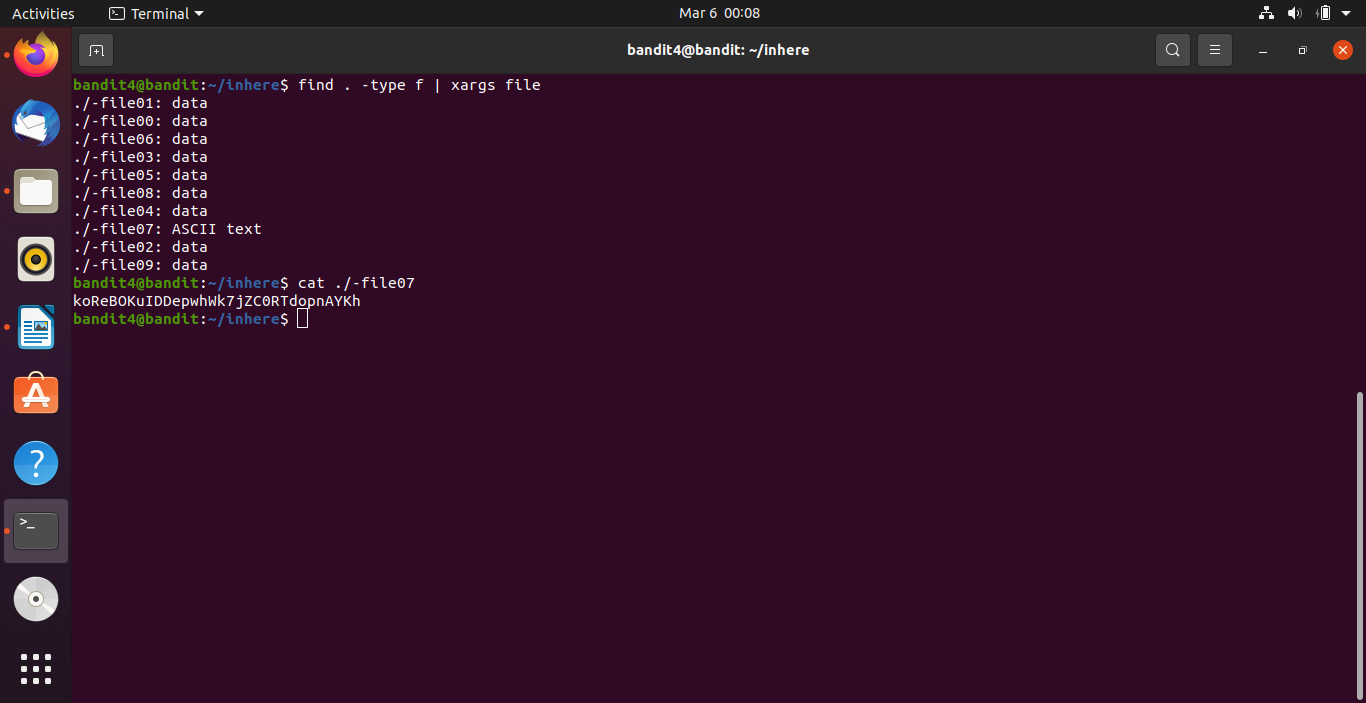 Activities Terminal Mar 6 00:08
bandit4@bandit: ~/inhere
bandit4@bandit:~/inhere$ find . -type f | xargs file
./-file01: data
./-file00: data
./-file06: data
./-file03: data
./-file05: data
./-file08: data
./-file04: data
./-file07: ASCII text
./-file02: data
./-file09: data
bandit4@bandit:~/inhere$ cat ./-file07
koReBOKuIDDepwhWk7jZC0RTdopnAYKh
bandit4@bandit:~/inhere$